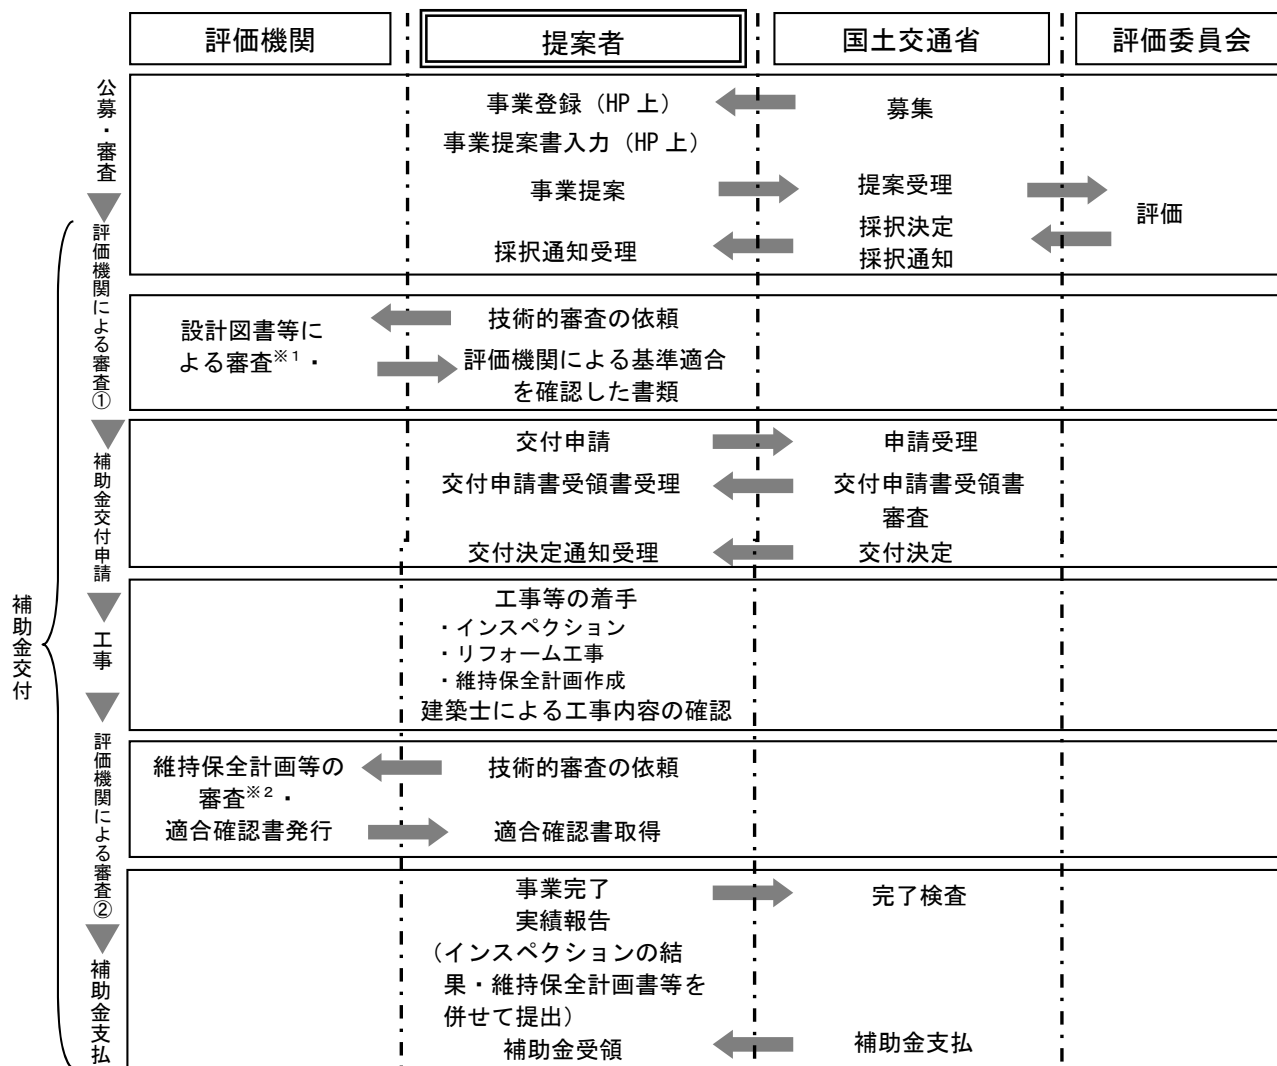 評価機関
提案者
国土交通省
評価委員会
公募・審査
事業登録（HP上）
募集
事業提案書入力（HP上）
事業提案
提案受理
評価
採択決定
採択通知受理
採択通知
評価機関による審査①
設計図書等に
よる審査※1・
技術的審査の依頼
評価機関による基準適合
を確認した書類
補助金交付申請
交付申請
申請受理
交付申請書受領書受理
交付申請書受領書
審査
交付決定通知受理
交付決定
補助金交付
工事
工事等の着手
・インスペクション
・リフォーム工事
・維持保全計画作成
建築士による工事内容の確認
評価機関による審査②
維持保全計画等の
審査※2・
適合確認書発行
技術的審査の依頼
適合確認書取得
補助金支払
事業完了
実績報告
（インスペクションの結
果・維持保全計画書等を
併せて提出）
補助金受領
完了検査
補助金支払